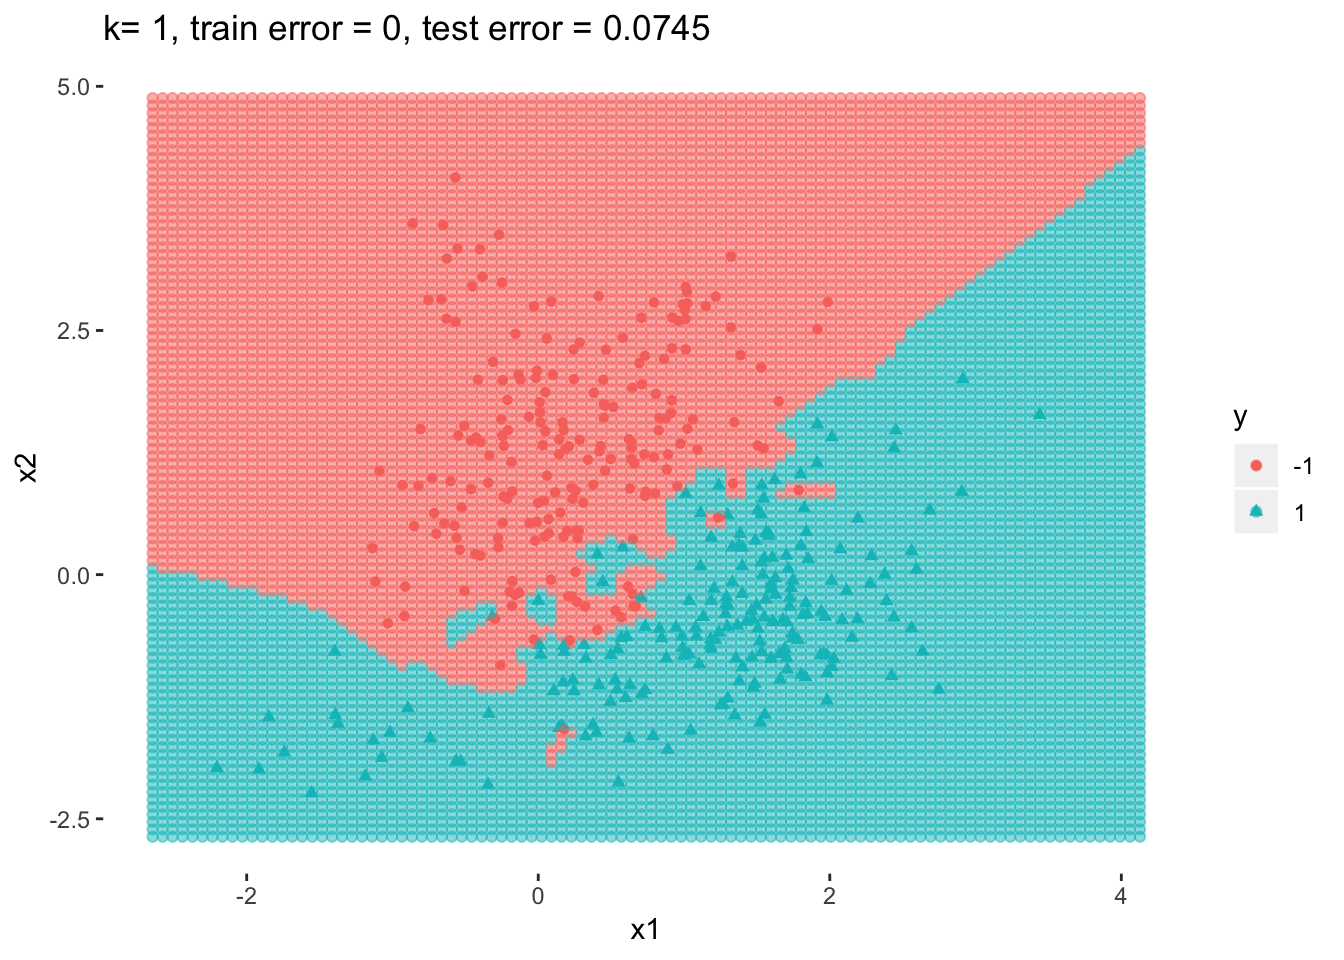 k= 1, train error = 0, test error = 0.0745
5.0
2.5
0.0
-2.5
x2
-2 0 2 4
x1
y
-1
1